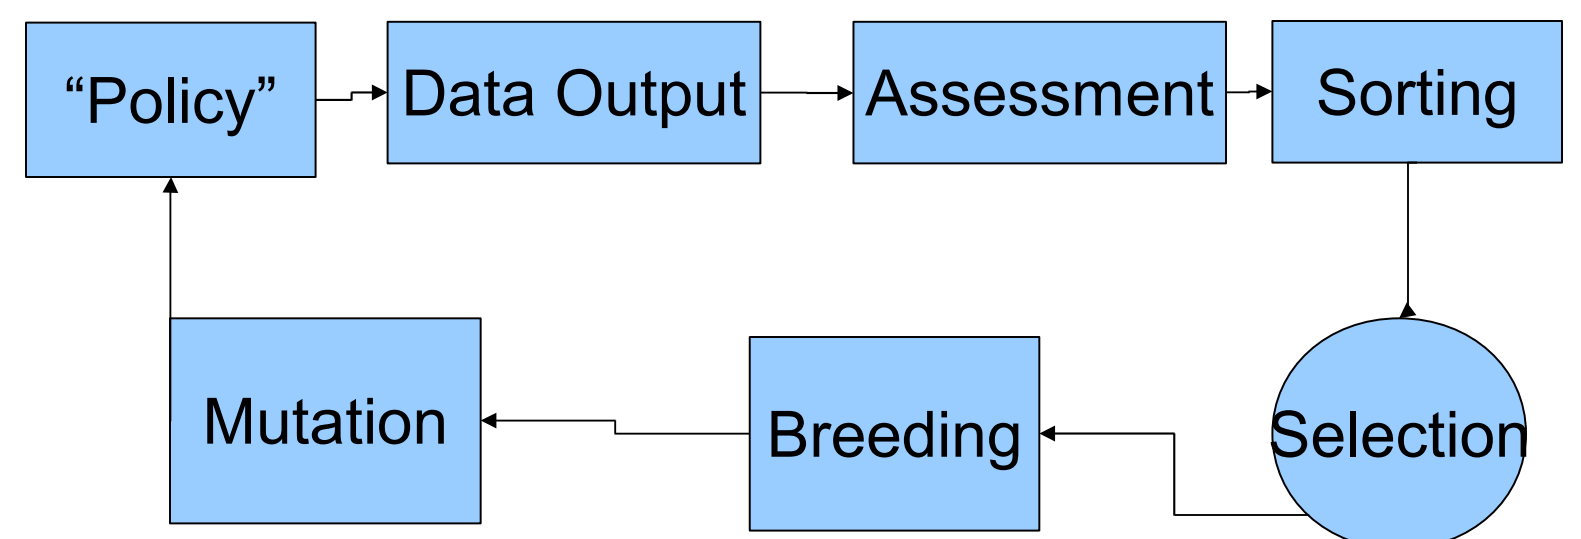 “Policy”
Data Output
Assessment
Sorting
Selection
Breeding
Mutation